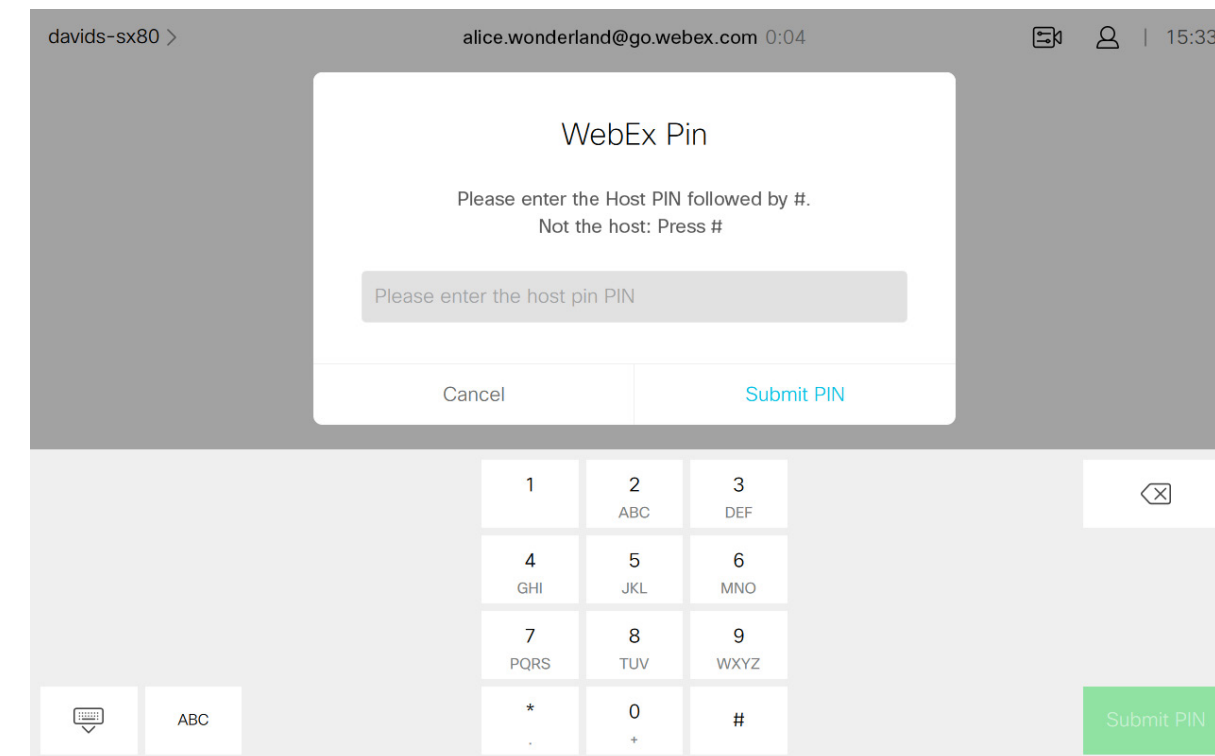 davids-sx80 >
alice.wonderland@go.webex.com 0:04
| 15:33
WebEx Pin
Please enter the Host PIN followed by #.
Not the host: Press #
Please enter the host pin PIN
Cancel
Submit PIN
1
2
ABC
3
DEF
4
GHI
5
JKL
6
MNO
7
PQRS
8
TUV
9
WXYZ
ABC
*
.
0
+
#
Submit PIN